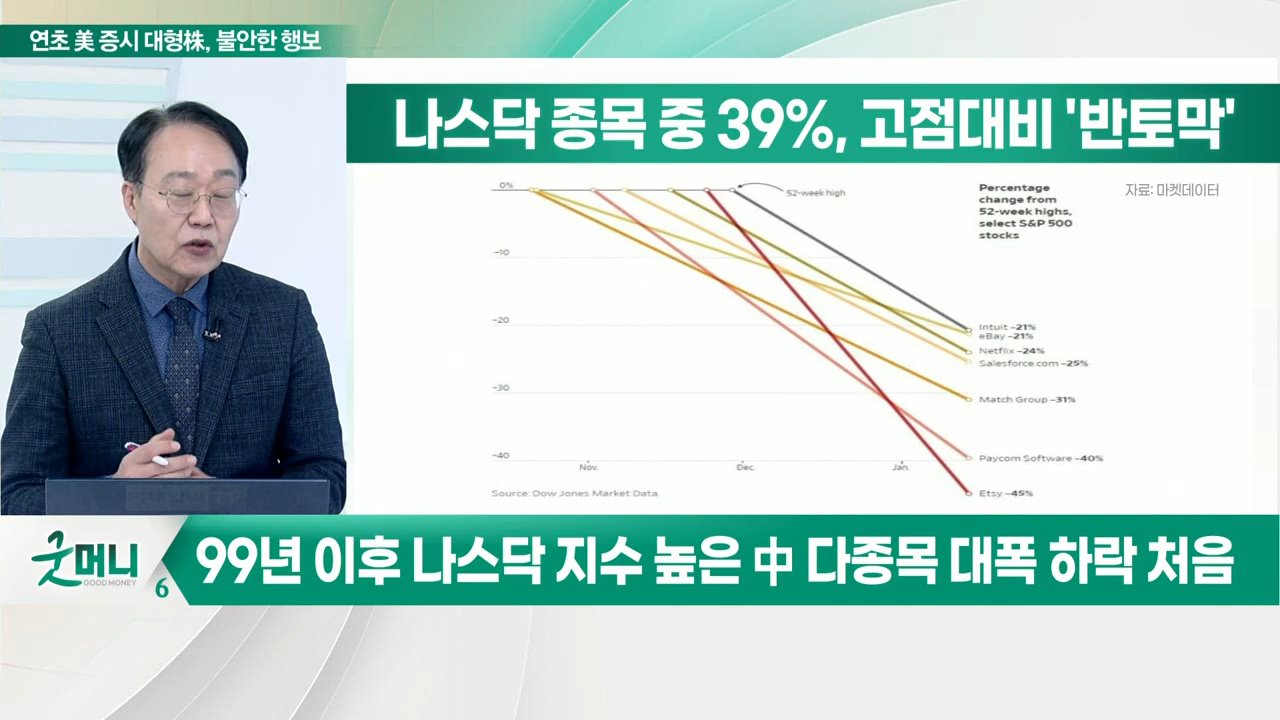 연초 美 증시 대형株, 불안한 행보
나스닥 종목 중 39%, 고점대비 '반토막'
0%
52-week high
Percentage
change from
52-week highs,
select S&P 500
stocks
자료: 마켓데이터
-10
-20
-30
-40
Intuit -21%
eBay -21%
Netflix -24%
Salesforce.com -25%
Match Group -31%
Paycom Software -40%
Etsy -45%
Nov.
Dec.
Jan.
Source: Dow Jones Market Data
굿머니
GOOD MONEY
6
99년 이후 나스닥 지수 높은 中 다종목 대폭 하락 처음